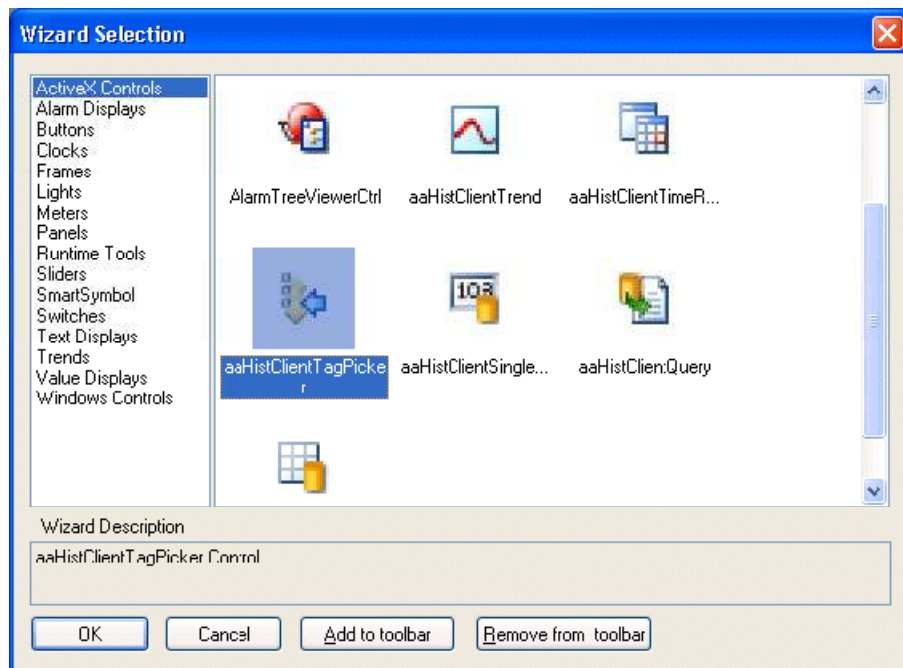 Wizard Selection
ActiveX Controls
Alarm Displays
Buttons
Clocks
Frames
Lights
Meters
Panels
Runtime Tools
Sliders
SmartSymbol
Switches
Text Displays
Trends
Value Displays
Windows Controls
AlarmTreeViewerCtrl
aaHistClientTrend
aaHistClientTimeR...
103
aaHistClientTagPicke
r
aaHistClientSingle...
aaHistClien:Query
Wizard Description
aaHistClientTagPicker Control
OK
Cancel
Add to toolbar
Remove from toolbar